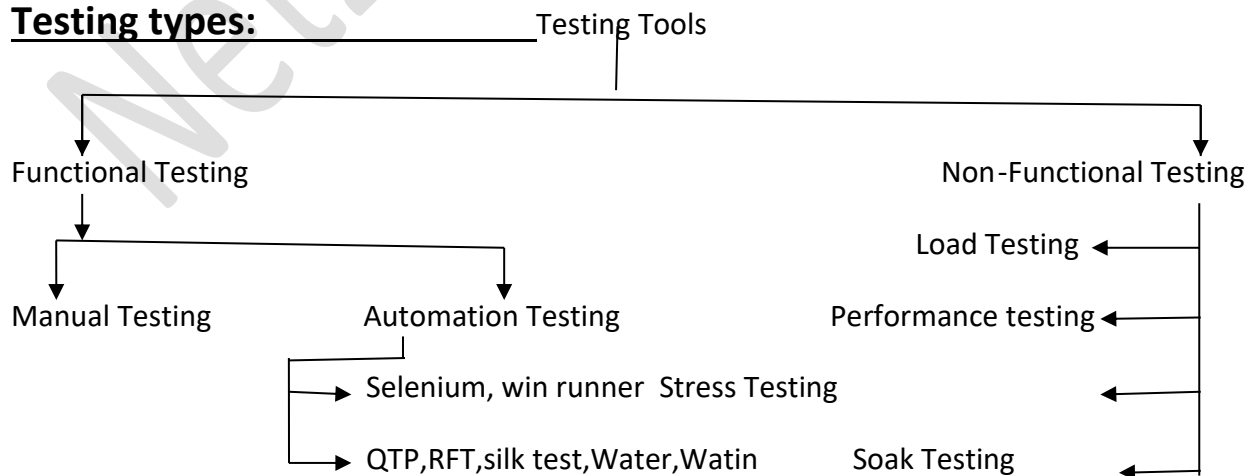 Testing types: Testing Tools
Functional Testing Non-Functional Testing
Load Testing
Manual Testing Automation Testing Performance testing
Selenium, win runner Stress Testing
QTP,RFT,silk test,Water,Watin Soak Testing